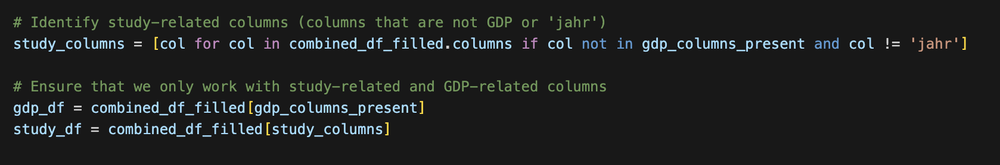 # Identify study-related columns (columns that are not GDP or 'jahr')
study_columns = [col for col in combined_df_filled.columns if col not in gdp_columns_present and col != 'jahr']
# Ensure that we only work with study-related and GDP-related columns
gdp_df = combined_df_filled[gdp_columns_present]
study_df = combined_df_filled[study_columns]